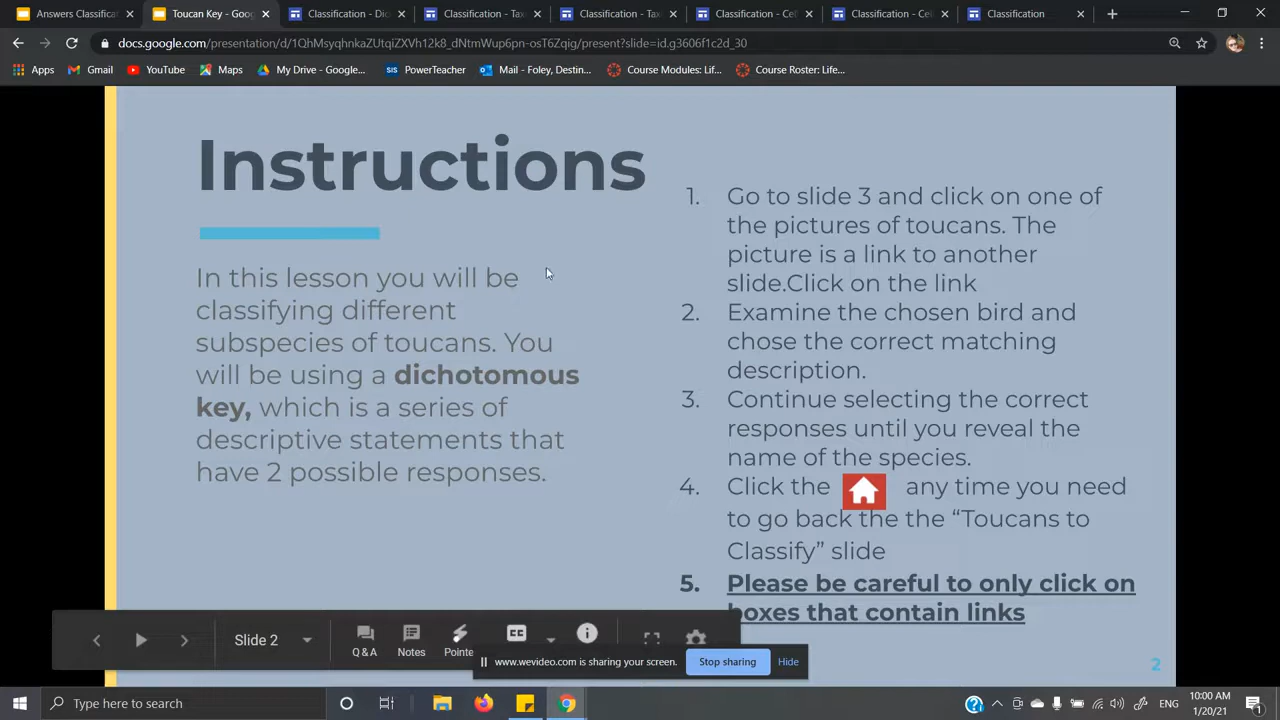 Answers Classificat
Toucan Key - Goog
Classification - Dic
Classification - Tax
Classification - Tax
Classification - Cel
Classification - Ce
Classification
docs.google.com/presentation/d/1QhMsyqhnkaZUtqiZXVh12k8_dNtmWup6pn-osT6Zqig/present?slide=id.g3606f1c2d_30
Apps
Gmail
YouTube
Maps
My Drive - Google...
SIS
PowerTeacher
Mail - Foley, Destin...
Course Modules: Lif...
Course Roster: Life...
Instructions
In this lesson you will be
classifying different
subspecies of toucans. You
will be using a dichotomous
key, which is a series of
descriptive statements that
have 2 possible responses.
1. Go to slide 3 and click on one of
the pictures of toucans. The
picture is a link to another
slide.Click on the link
2. Examine the chosen bird and
chose the correct matching
description.
3. Continue selecting the correct
responses until you reveal the
name of the species.
4. Click the any time you need
to go back the the “Toucans to
Classify” slide
5. Please be careful to only click on
boxes that contain links
Slide 2
Q&A
Notes
Pointe
CC
www.wevideo.com is sharing your screen.
Stop sharing
Hide
2
Type here to search
ENG
10:00 AM
1/20/21